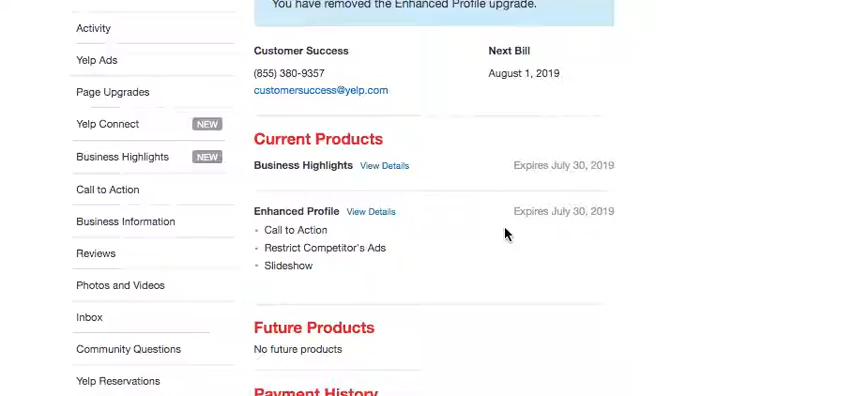 You have removed the Enhanced Profile upgrade.
Activity
Yelp Ads
Page Upgrades
Yelp Connect NEW
Business Highlights NEW
Call to Action
Business Information
Reviews
Photos and Videos
Inbox
Community Questions
Yelp Reservations
Customer Success
(855) 380-9357
customersuccess@yelp.com
Next Bill
August 1, 2019
Current Products
Business Highlights View Details Expires July 30, 2019
Enhanced Profile View Details Expires July 30, 2019
Call to Action
Restrict Competitor's Ads
Slideshow
Future Products
No future products
Payment History